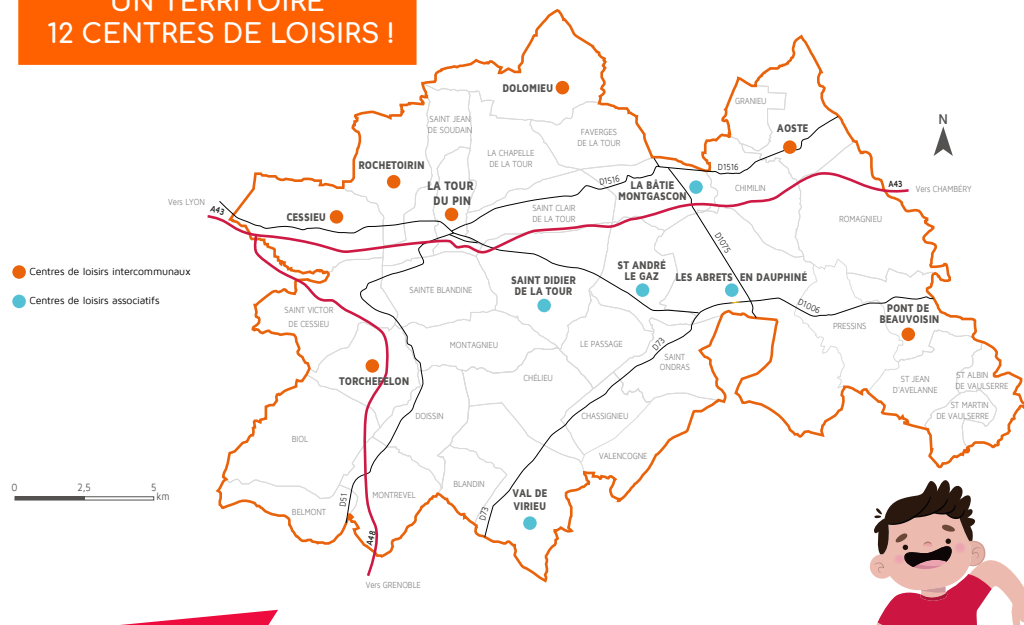 UN TERRITOIRE
12 CENTRES DE LOISIRS !
DOLOMIEU
GRANIEU
SAINT JEAN
DE SOUDAIN
FAVERGES
DE LA TOUR
AOSTE
N
LA CHAPELLE
DE LA TOUR
ROCHETOIRIN
D1516
D1516
LA TOUR
DU PIN
LA BÂTIE
MONTGASCON
CHIMILIN
A43
Vers CHAMBÉRY
Vers LYON
A43
CESSIEU
SAINT CLAIR
DE LA TOUR
ROMAGNIEU
D1075
Centres de loisirs intercommunaux
Centres de loisirs associatifs
SAINTE BLANDINE
SAINT DIDIER
DE LA TOUR
ST ANDRÉ
LE GAZ
LES ABRETS EN DAUPHINÉ
D1006
PONT DE
BEAUVOISIN
SAINT VICTOR
DE CESSIEU
PRESSINS
MONTAGNIEU
LE PASSAGE
D73
SAINT
ONDRAS
TORCHEFELON
CHÉLIEU
ST JEAN
D'AVELANNE
ST ALBIN
DE VAULSERRE
ST MARTIN
DE VAULSERRE
DOISSIN
CHASSIGNIEU
BIOL
VALENCOGNE
0
2,5
5
km
D51
MONTREVEL
BLANDIN
VAL DE
VIRIEU
BELMONT
D73
A48
Vers GRENOBLE